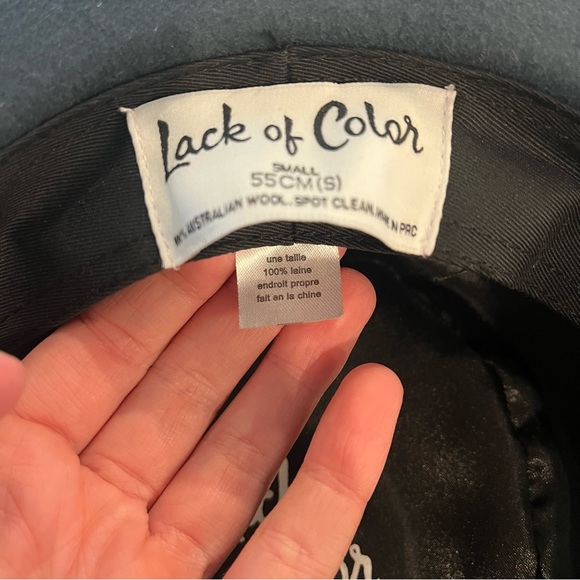 Lack of Color
SMALL
55CM(S)
100% AUSTRALIAN WOOL. SPOT CLEAN. MADE IN PRC
une taille
100% laine
endroit propre
fait en la chine